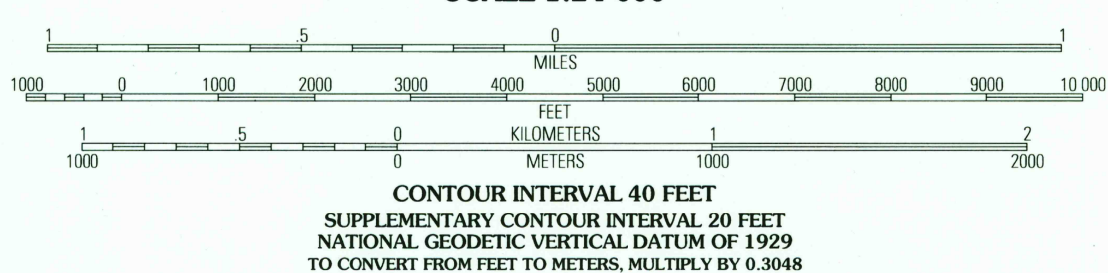 1 .5 0 1
MILES
1000 0 1000 2000 3000 4000 5000 6000 7000 8000 9000 10 000
FEET
1 .5 0 KILOMETERS 1 2
1000 0 METERS 1000 2000
CONTOUR INTERVAL 40 FEET
SUPPLEMENTARY CONTOUR INTERVAL 20 FEET
NATIONAL GEODETIC VERTICAL DATUM OF 1929
TO CONVERT FROM FEET TO METERS, MULTIPLY BY 0.3048